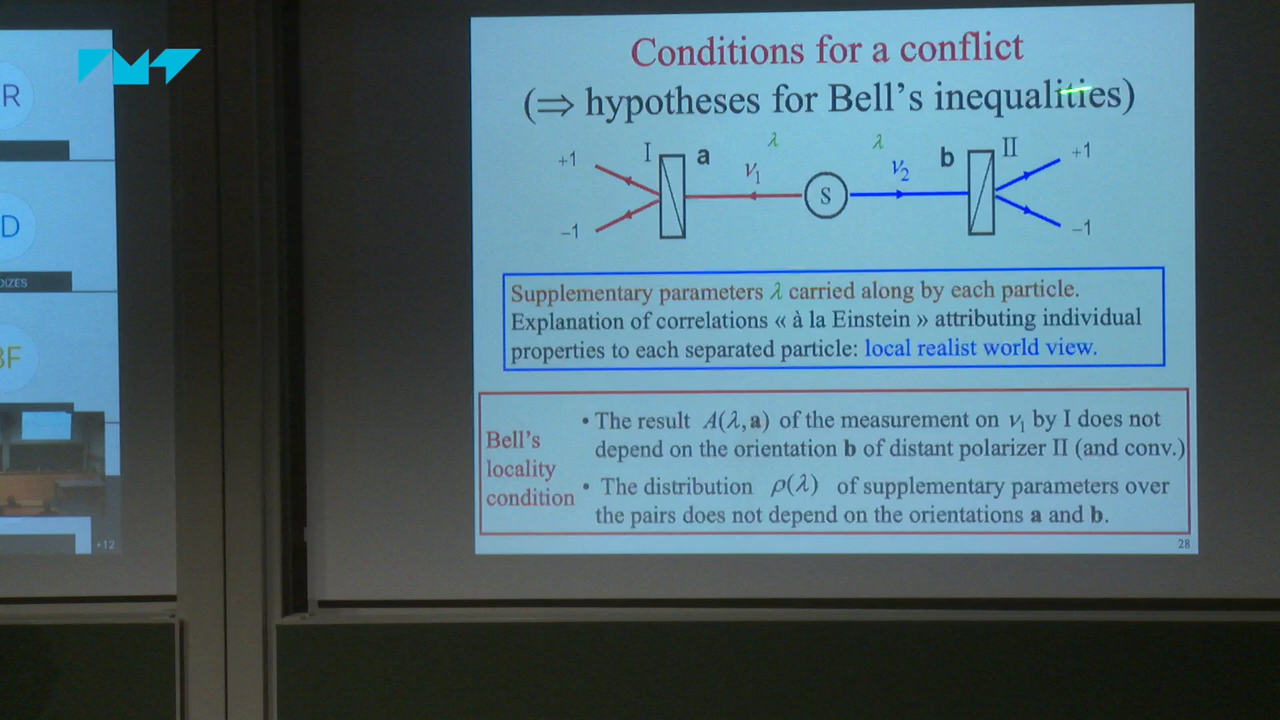 R
D
DIZES
BF
+12
Conditions for a conflict
(⇒ hypotheses for Bell's inequalities)
+1 I a λ λ b II +1
ν₁ S ν₂
-1 -1
Supplementary parameters λ carried along by each particle.
Explanation of correlations « à la Einstein » attributing individual
properties to each separated particle: local realist world view.
Bell's
locality
condition
• The result A(λ, a) of the measurement on ν₁ by I does not
depend on the orientation b of distant polarizer II (and conv.)
• The distribution ρ(λ) of supplementary parameters over
the pairs does not depend on the orientations a and b.
28